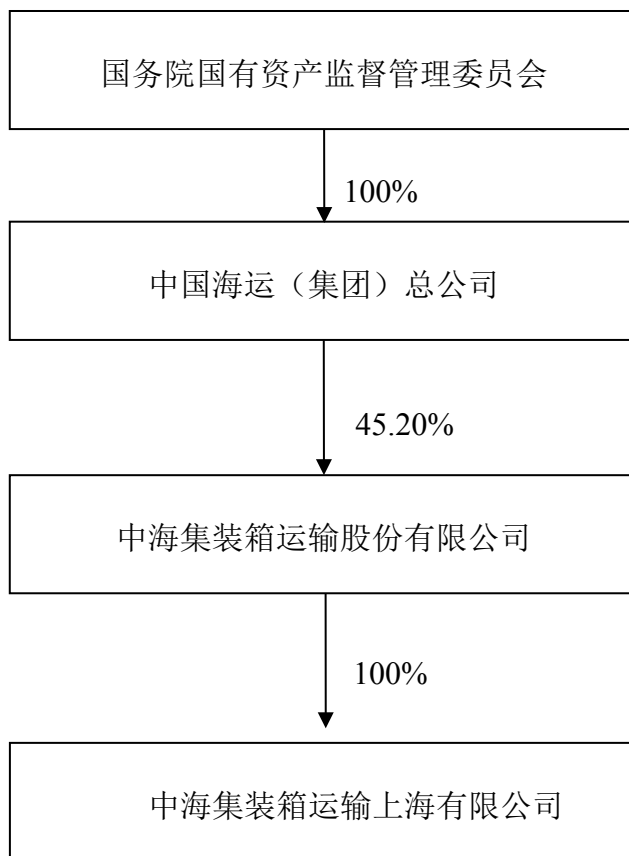 国务院国有资产监督管理委员会
100%
中国海运（集团）总公司
45.20%
中海集装箱运输股份有限公司
100%
中海集装箱运输上海有限公司